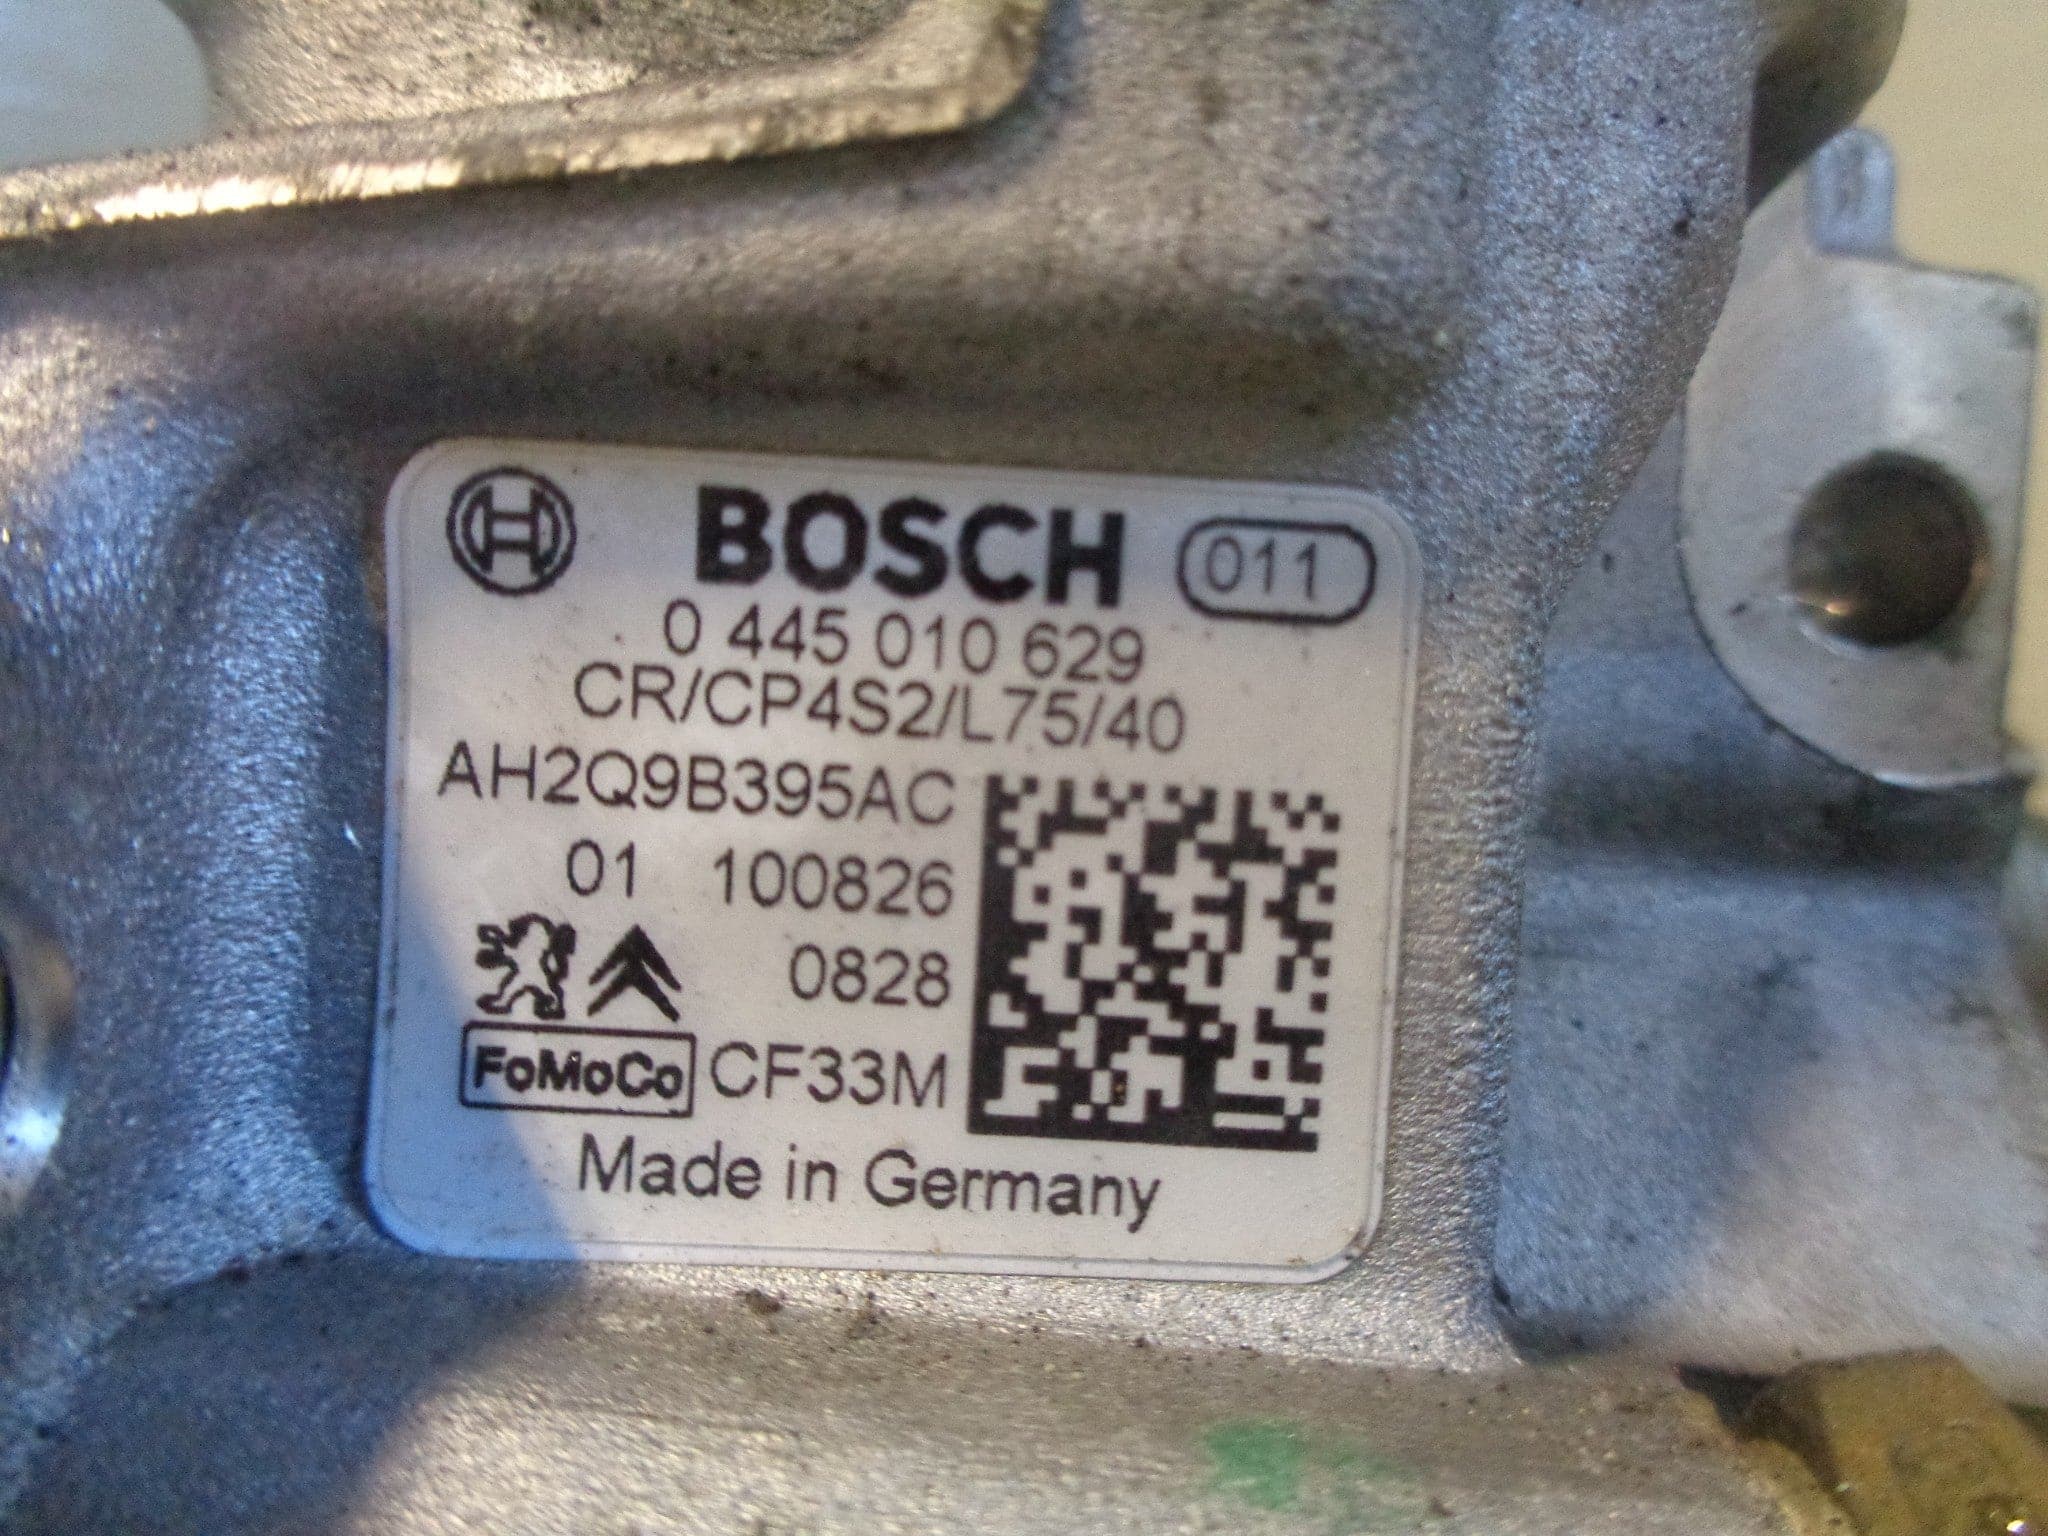 BOSCH 011
0 445 010 629
CR/CP4S2/L75/40
AH2Q9B395AC
01 100826
0828
FoMoCo CF33M
Made in Germany